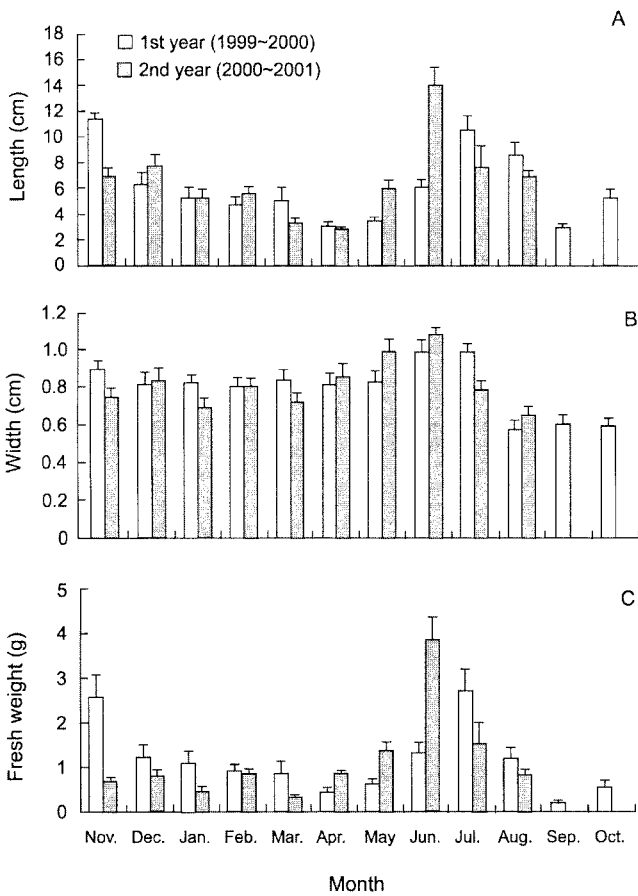 A
1st year (1999~2000)
2nd year (2000~2001)
Length (cm)
18
16
14
12
10
8
6
4
2
0
B
Width (cm)
1.2
1.0
0.8
0.6
0.4
0.2
0
C
Fresh weight (g)
5
4
3
2
1
0
Nov. Dec. Jan. Feb. Mar. Apr. May Jun. Jul. Aug. Sep. Oct.
Month